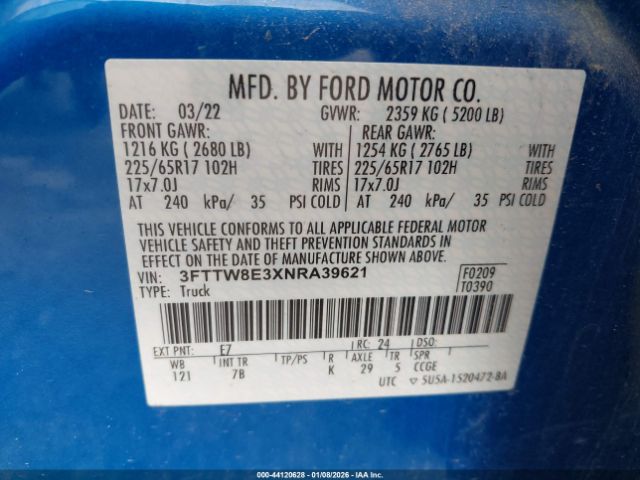 MFD. BY FORD MOTOR CO.
DATE: 03/22 GVWR: 2359 KG ( 5200 LB)
FRONT GAWR: REAR GAWR:
1216 KG ( 2680 LB) WITH 1254 KG ( 2765 LB) WITH
225/65R17 102H TIRES 225/65R17 102H TIRES
17x7.0J RIMS 17x7.0J RIMS
AT 240 kPa/ 35 PSI COLD AT 240 kPa/ 35 PSI COLD
THIS VEHICLE CONFORMS TO ALL APPLICABLE FEDERAL MOTOR
VEHICLE SAFETY AND THEFT PREVENTION STANDARDS IN
EFFECT ON THE DATE OF MANUFACTURE SHOWN ABOVE.
VIN: 3FTTW8E3XNRA39621 F0209
TYPE: Truck T0390
EXT PNT: E7 RC: 24 DSO:
WB INT TR TP/PS R AXLE TR SPR
121 7B K 29 5 CCGE
UTC ▽ 5U5A-1520472-BA
000-44120628 - 01/08/2026 - IAA Inc.